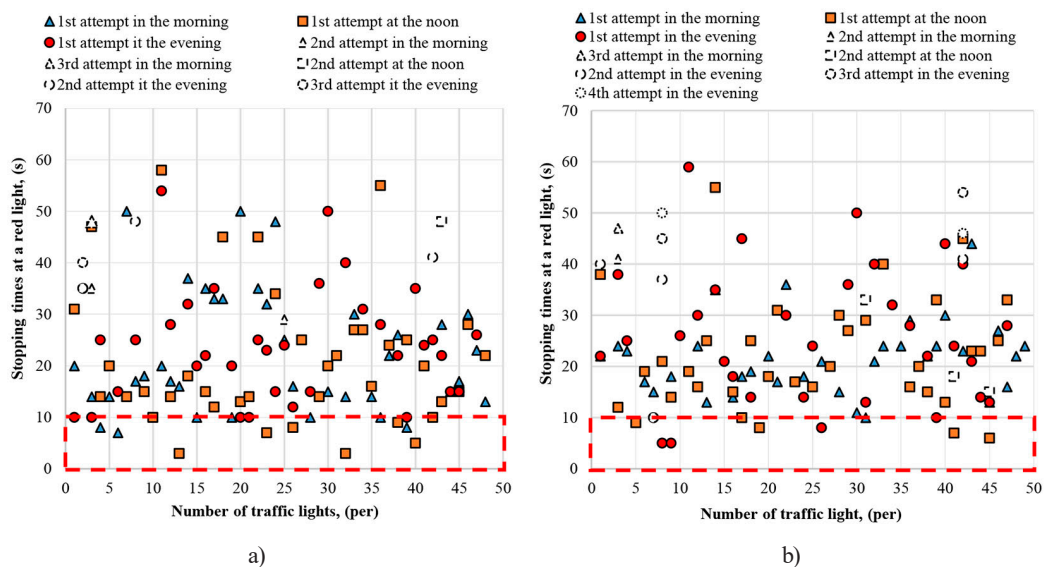 1st attempt in the morning
1st attempt at the noon
1st attempt it the evening
2nd attempt in the morning
3rd attempt in the morning
2nd attempt at the noon
2nd attempt it the evening
3rd attempt it the evening
Stopping times at a red light, (s)
70
60
50
40
30
20
10
0
0 5 10 15 20 25 30 35 40 45 50
Number of traffic lights, (per)
a)
1st attempt in the morning
1st attempt at the noon
1st attempt in the evening
2nd attempt in the morning
3rd attempt in the morning
2nd attempt at the noon
2nd attempt in the evening
3rd attempt in the evening
4th attempt in the evening
Stopping times at a red light, (s)
70
60
50
40
30
20
10
0
0 5 10 15 20 25 30 35 40 45 50
Number of traffic light, (per)
b)